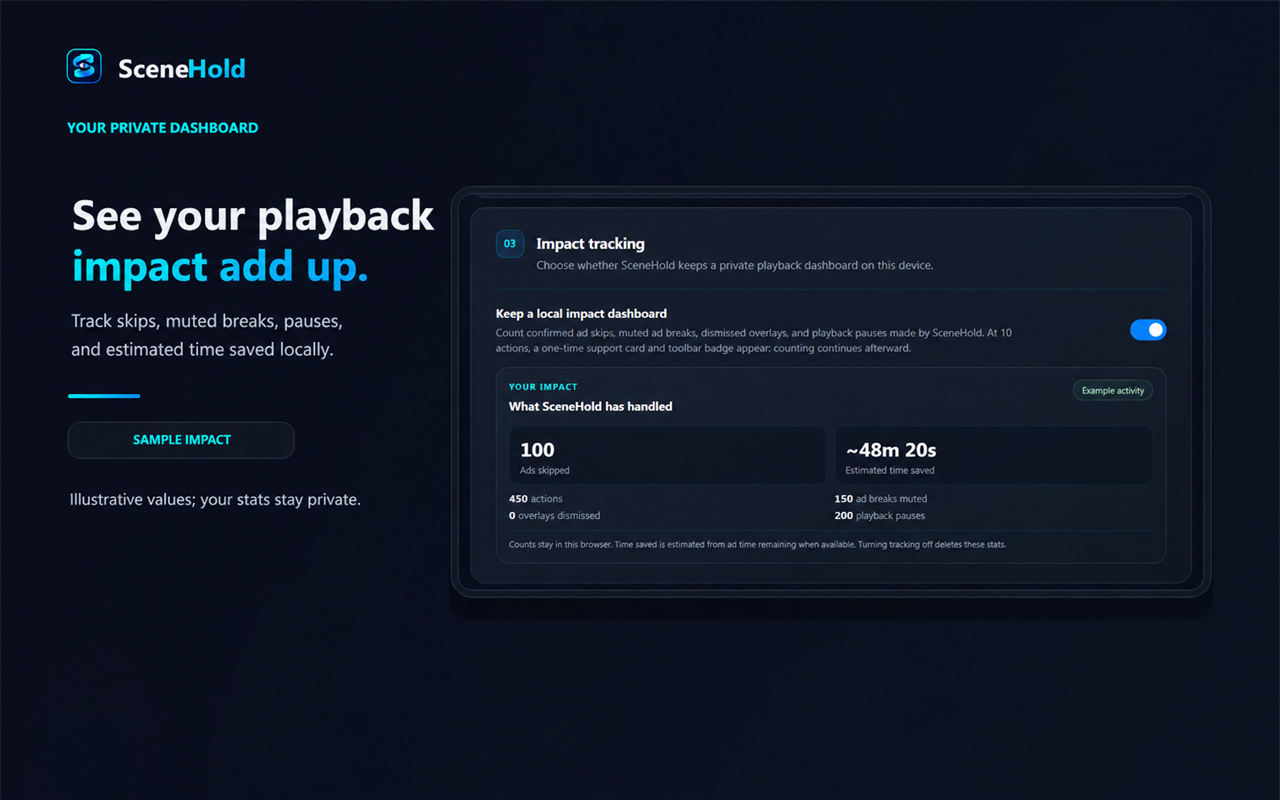 SceneHold
YOUR PRIVATE DASHBOARD
See your playback
impact add up.
Track skips, muted breaks, pauses,
and estimated time saved locally.
SAMPLE IMPACT
Illustrative values; your stats stay private.
03
Impact tracking
Choose whether SceneHold keeps a private playback dashboard on this device.
Keep a local impact dashboard
Count confirmed ad skips, muted ad breaks, dismissed overlays, and playback pauses made by SceneHold. At 10
actions, a one-time support card and toolbar badge appear; counting continues afterward.
YOUR IMPACT
Example activity
What SceneHold has handled
100
Ads skipped
~48m 20s
Estimated time saved
450 actions
150 ad breaks muted
0 overlays dismissed
200 playback pauses
Counts stay in this browser. Time saved is estimated from ad time remaining when available. Turning tracking off deletes these stats.